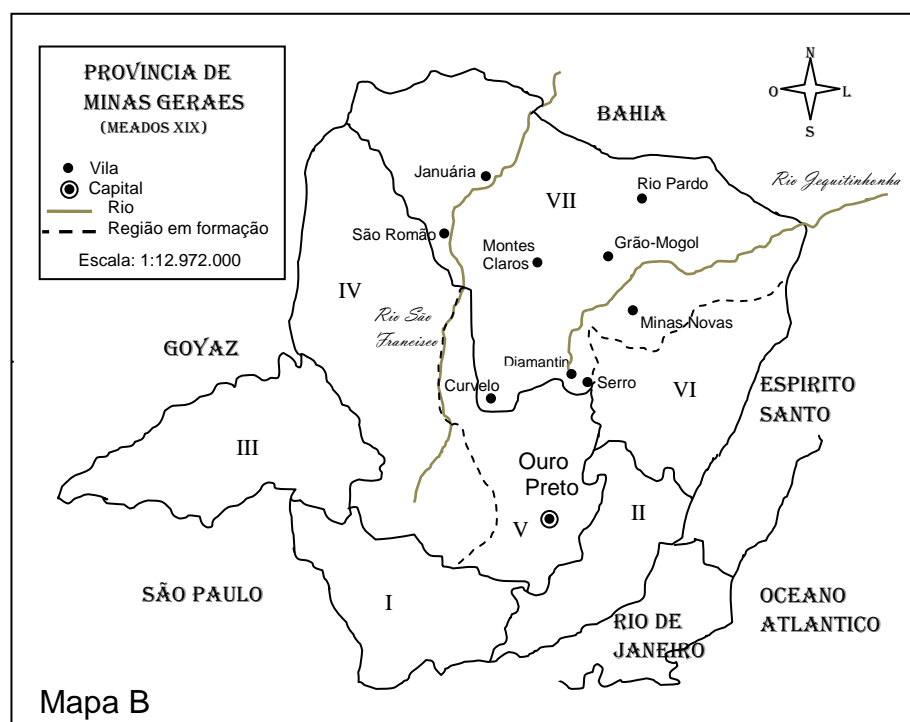 PROVINCIA DE
MINAS GERAES
(MEADOS XIX)
Vila
Capital
Rio
Região em formação
Escala: 1:12.972.000
N
O
L
S
BAHIA
Januária
Rio Pardo
Rio Jequitinhonha
VII
São Romão
Montes
Claros
Grão-Mogol
IV
Rio São
Francisco
Minas Novas
GOYAZ
Diamantin
Serro
Curvelo
VI
ESPIRITO
SANTO
III
Ouro
Preto
II
V
SÃO PAULO
I
RIO DE
JANEIRO
OCEANO
ATLANTICO
Mapa B